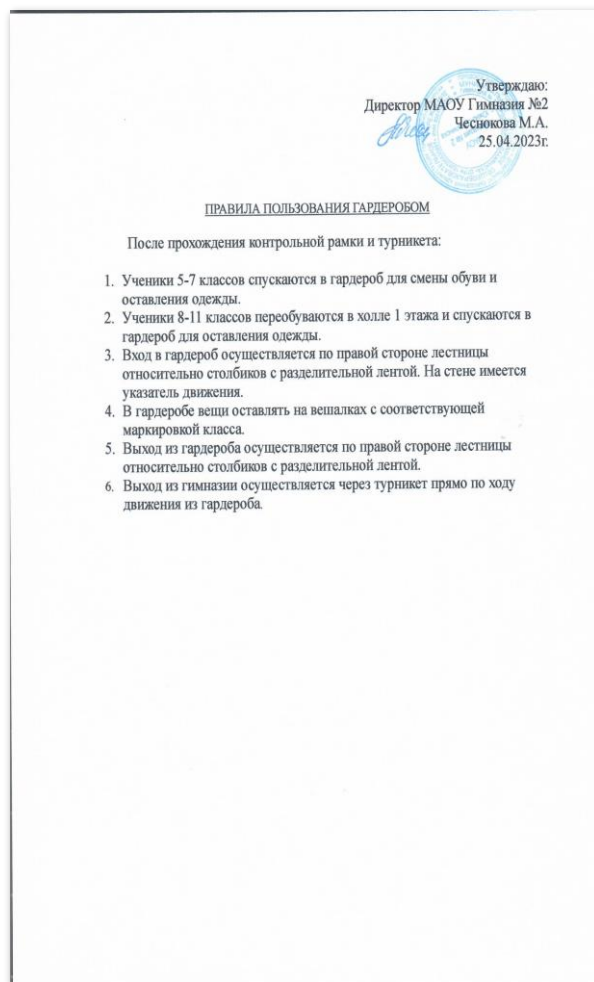 Утверждаю:
Директор МАОУ Гимназия №2
Чеснокова М.А.
25.04.2023г.
ПРАВИЛА ПОЛЬЗОВАНИЯ ГАРДЕРОБОМ
После прохождения контрольной рамки и турникета:
1. Ученики 5-7 классов спускаются в гардероб для смены обуви и
оставления одежды.
2. Ученики 8-11 классов переобуваются в холле 1 этажа и спускаются в
гардероб для оставления одежды.
3. Вход в гардероб осуществляется по правой стороне лестницы
относительно столбиков с разделительной лентой. На стене имеется
указатель движения.
4. В гардеробе вещи оставлять на вешалках с соответствующей
маркировкой класса.
5. Выход из гардероба осуществляется по правой стороне лестницы
относительно столбиков с разделительной лентой.
6. Выход из гимназии осуществляется через турникет прямо по ходу
движения из гардероба.